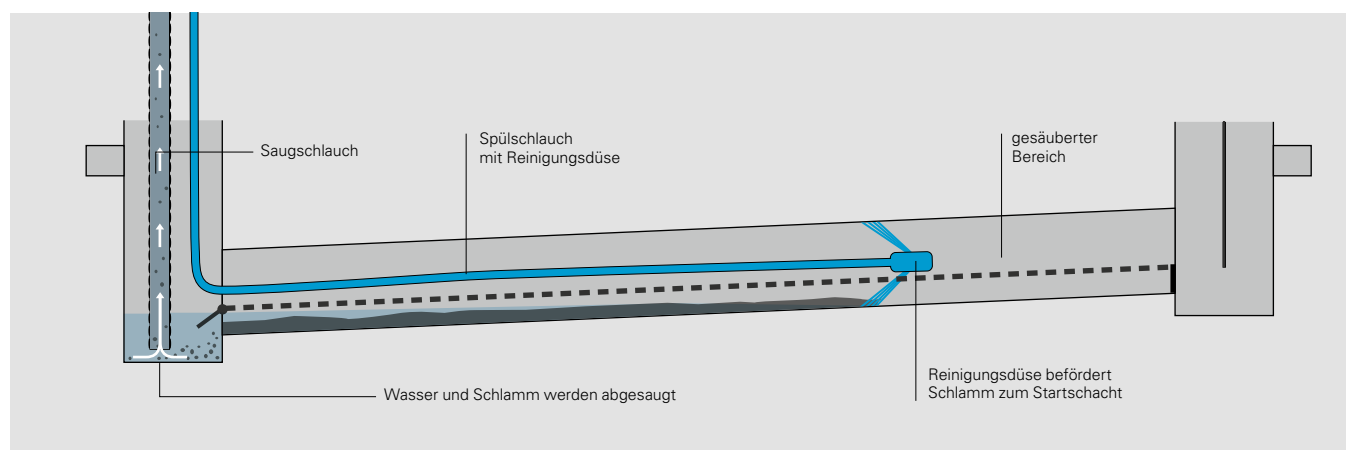 Saugschlauch
Spülschlauch
mit Reinigungsdüse
gesäuberter
Bereich
Reinigungsdüse befördert
Schlamm zum Startschacht
Wasser und Schlamm werden abgesaugt